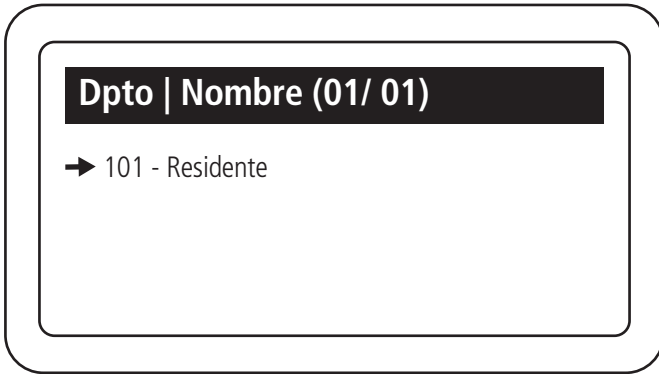 Dpto | Nombre (01/ 01)
101 - Residente